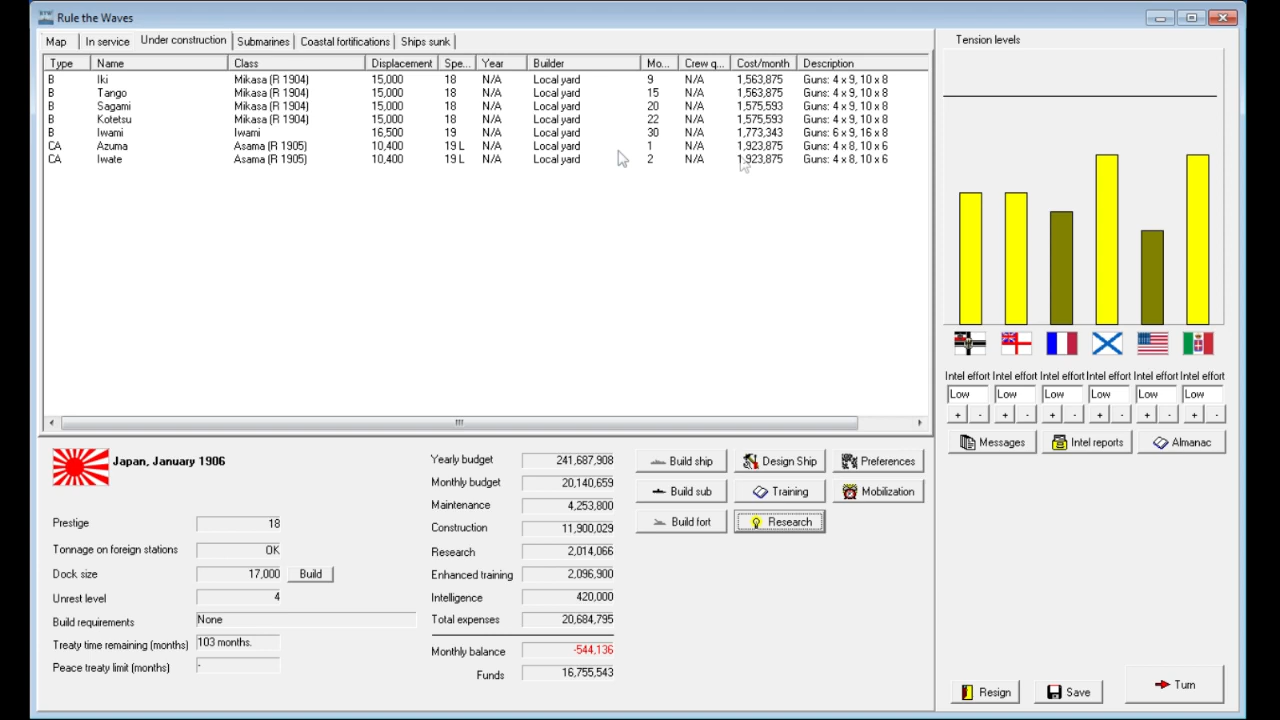 Rule the Waves
Map In service Under construction Submarines Coastal fortifications Ships sunk
Type Name Class Displacement Spe... Year Builder Mo... Crew q... Cost/month Description
B Iki Mikasa (R 1904) 15,000 18 N/A Local yard 9 N/A 1,563,875 Guns: 4 x 9, 10 x 8
B Tango Mikasa (R 1904) 15,000 18 N/A Local yard 15 N/A 1,563,875 Guns: 4 x 9, 10 x 8
B Sagami Mikasa (R 1904) 15,000 18 N/A Local yard 20 N/A 1,575,593 Guns: 4 x 9, 10 x 8
B Kotetsu Mikasa (R 1904) 15,000 18 N/A Local yard 22 N/A 1,575,593 Guns: 4 x 9, 10 x 8
B Iwami Iwami 16,500 19 N/A Local yard 30 N/A 1,773,343 Guns: 6 x 9, 16 x 8
CA Azuma Asama (R 1905) 10,400 19 L N/A Local yard 1 N/A 1,923,875 Guns: 4 x 8, 10 x 6
CA Iwate Asama (R 1905) 10,400 19 L N/A Local yard 2 N/A 1,923,875 Guns: 4 x 8, 10 x 6
Japan, January 1906
Prestige 18
Tonnage on foreign stations OK
Dock size 17,000 Build
Unrest level 4
Build requirements None
Treaty time remaining (months) 103 months.
Peace treaty limit (months) -
Yearly budget 241,687,908
Monthly budget 20,140,659
Maintenance 4,253,800
Construction 11,900,029
Research 2,014,066
Enhanced training 2,096,900
Intelligence 420,000
Total expenses 20,684,795
Monthly balance -544,136
Funds 16,755,543
Build ship Design Ship Preferences
Build sub Training Mobilization
Build fort Research
Tension levels
Intel effort Intel effort Intel effort Intel effort Intel effort Intel effort
Low Low Low Low Low Low
+ - + - + - + - + - + -
Messages Intel reports Almanac
Resign Save Turn